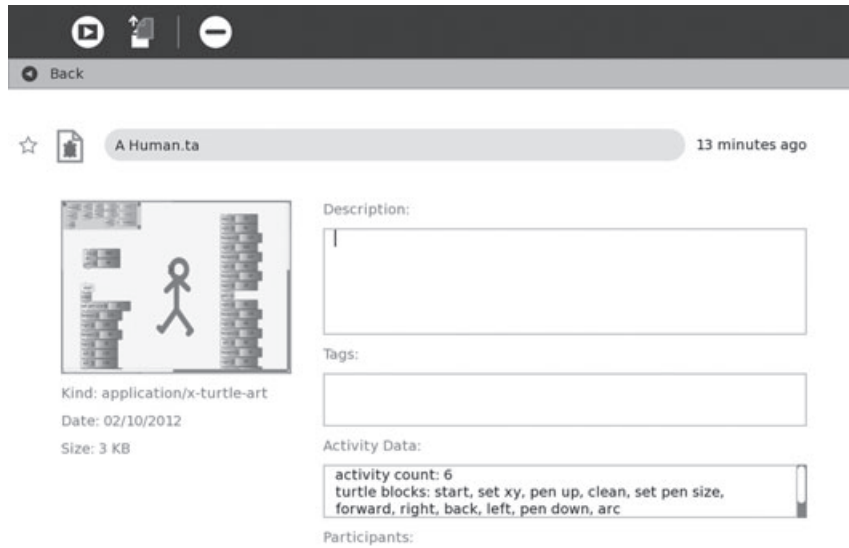 Back
A Human.ta
13 minutes ago
Description:
Tags:
Kind: application/x-turtle-art
Date: 02/10/2012
Size: 3 KB
Activity Data:
activity count: 6
turtle blocks: start, set xy, pen up, clean, set pen size,
forward, right, back, left, pen down, arc
Participants: